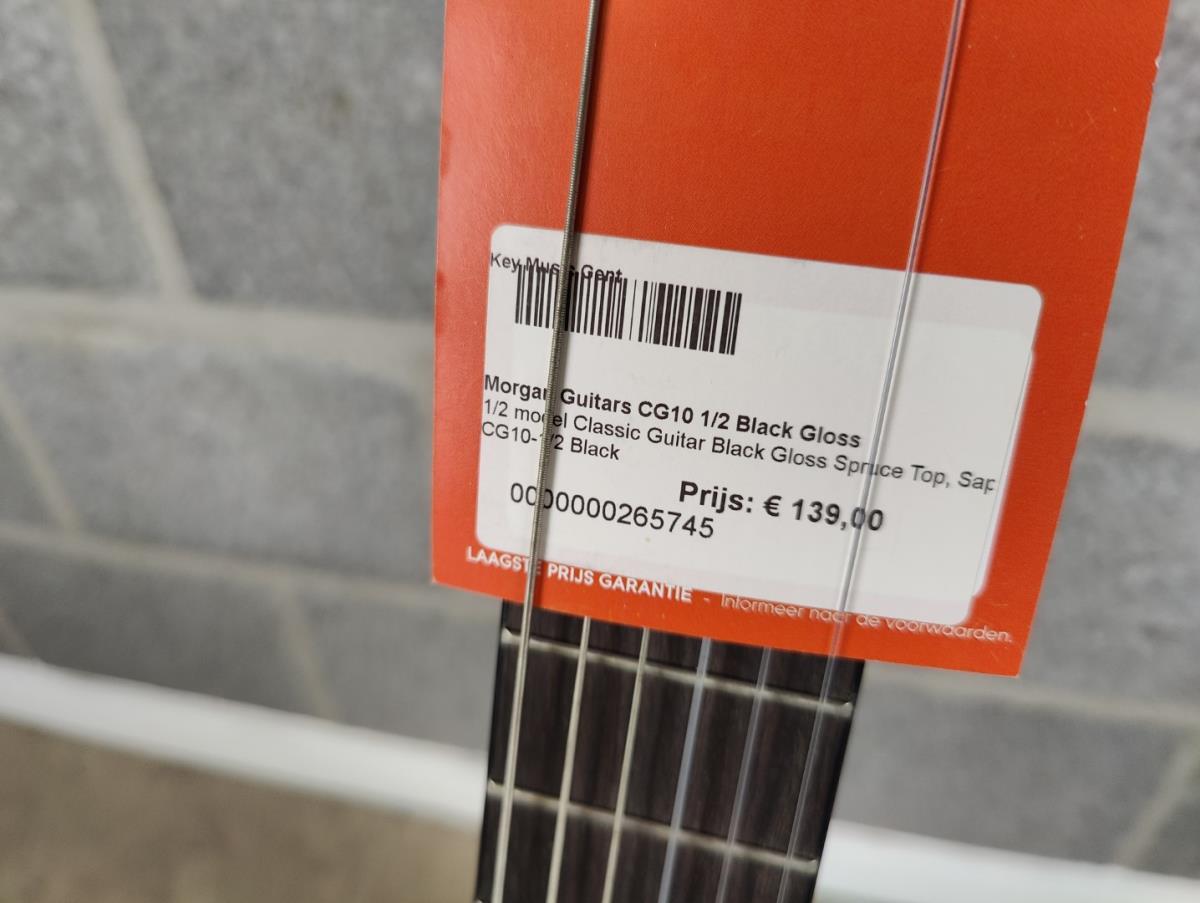 Key Music Gent
Morgan Guitars CG10 1/2 Black Gloss
1/2 model Classic Guitar Black Gloss Spruce Top, Sap
CG10-1/2 Black
Prijs: € 139,00
0000000265745
LAAGSTE PRIJS GARANTIE - Informeer naar de voorwaarden.